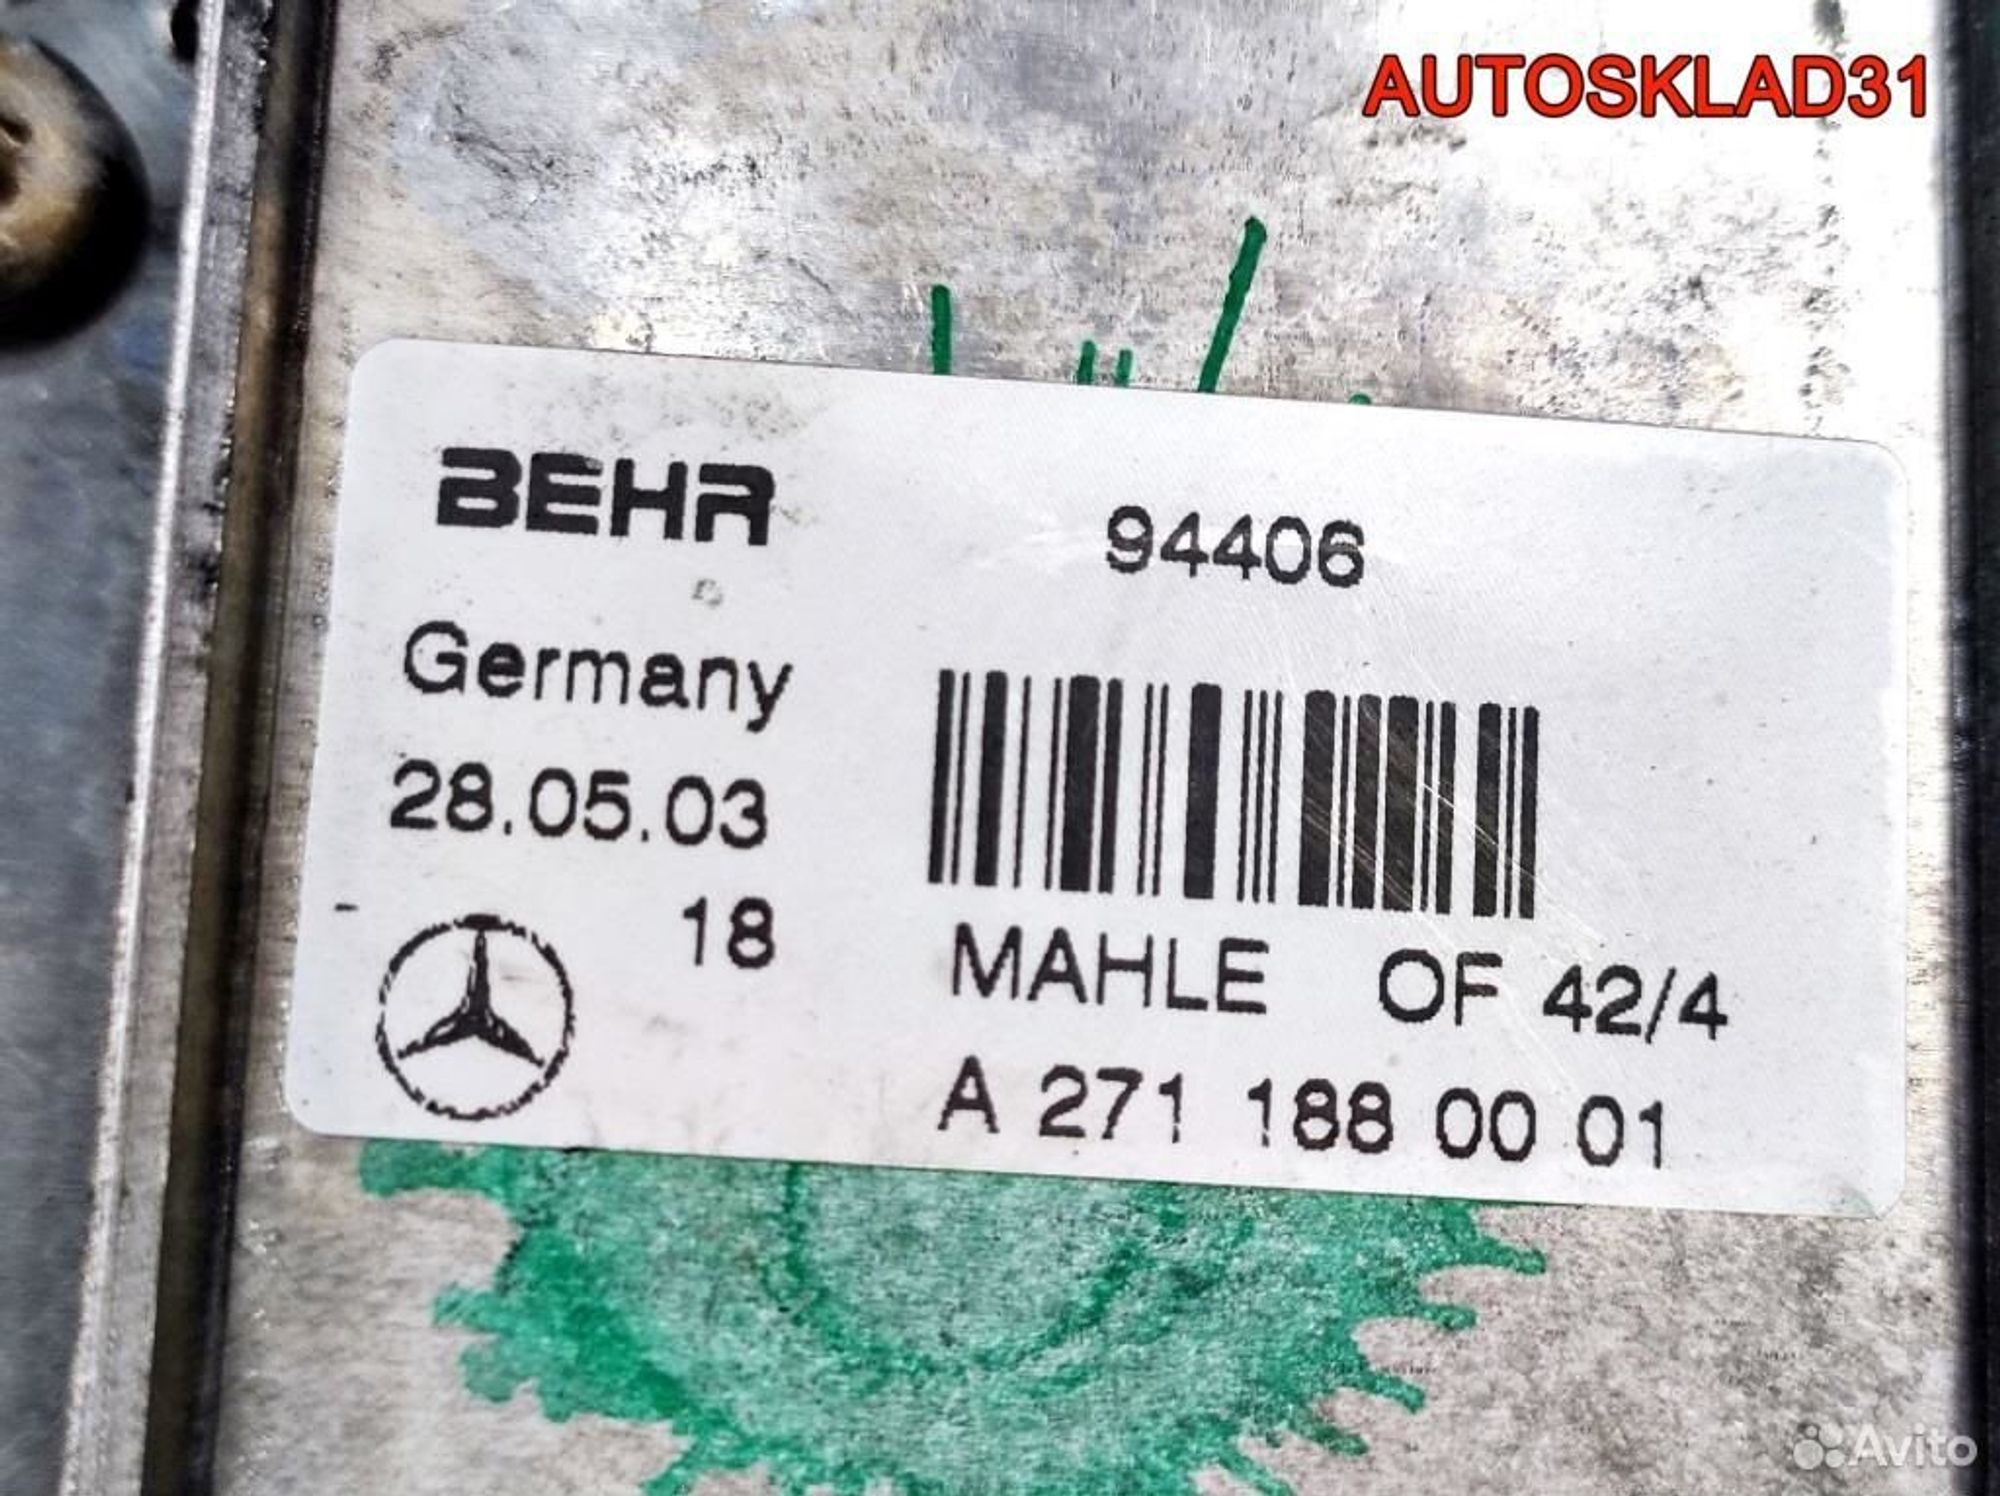 AUTOSKLAD31
BEHR 94406
Germany
28.05.03
18
MAHLE OF 42/4
A 271 188 00 01
Avito